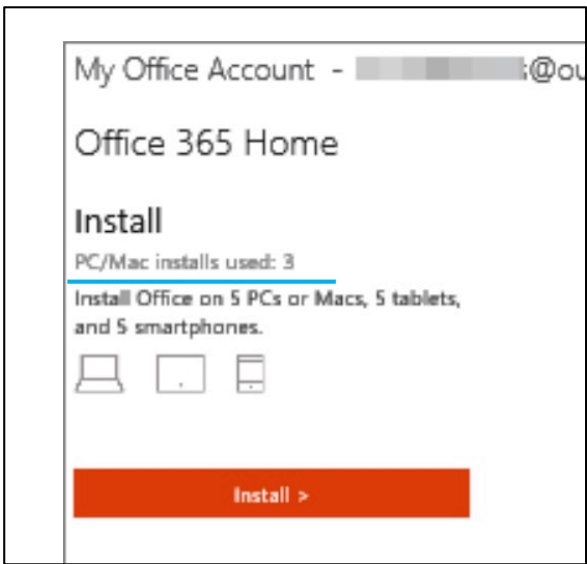 My Office Account - @ou
Office 365 Home
Install
PC/Mac installs used: 3
Install Office on 5 PCs or Macs, 5 tablets,
and 5 smartphones.
Install >